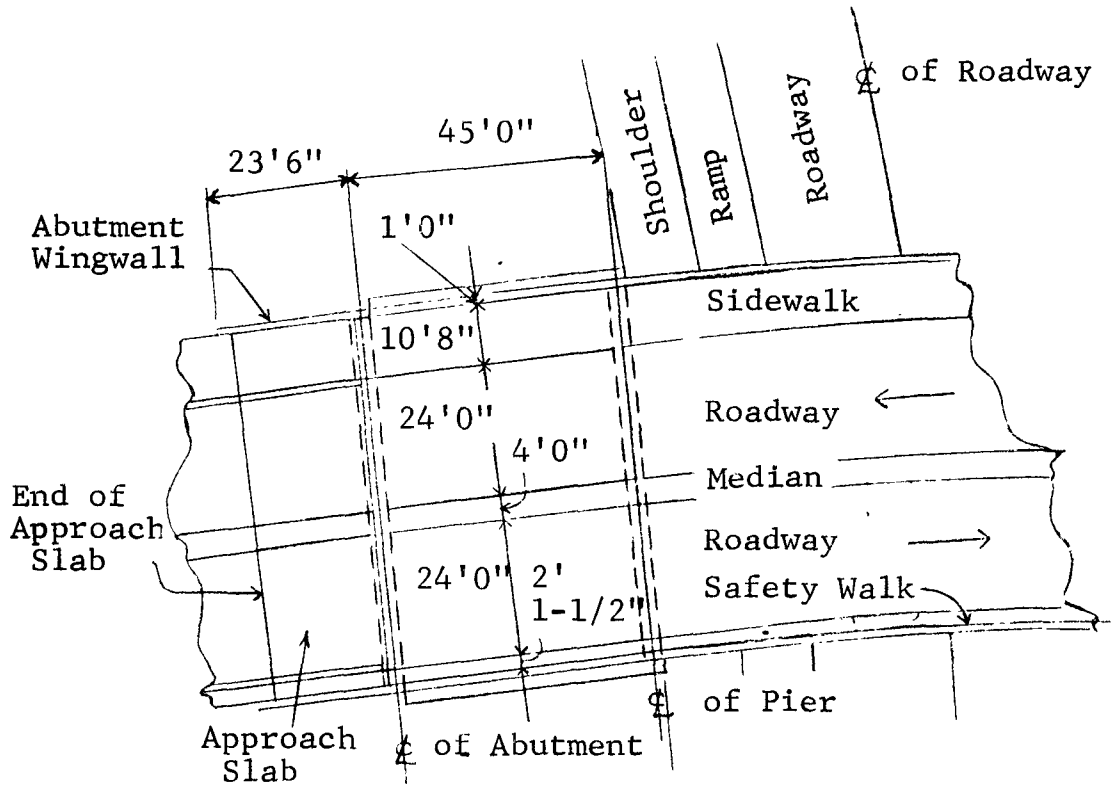 ℄ of Roadway
Shoulder
Ramp
Roadway
45'0"
23'6"
Abutment
Wingwall
1'0"
Sidewalk
10'8"
24'0"
Roadway
4'0"
Median
End of
Approach
Slab
Roadway
24'0"
2'
1-1/2"
Safety Walk
℄ of Pier
Approach
Slab
℄ of Abutment